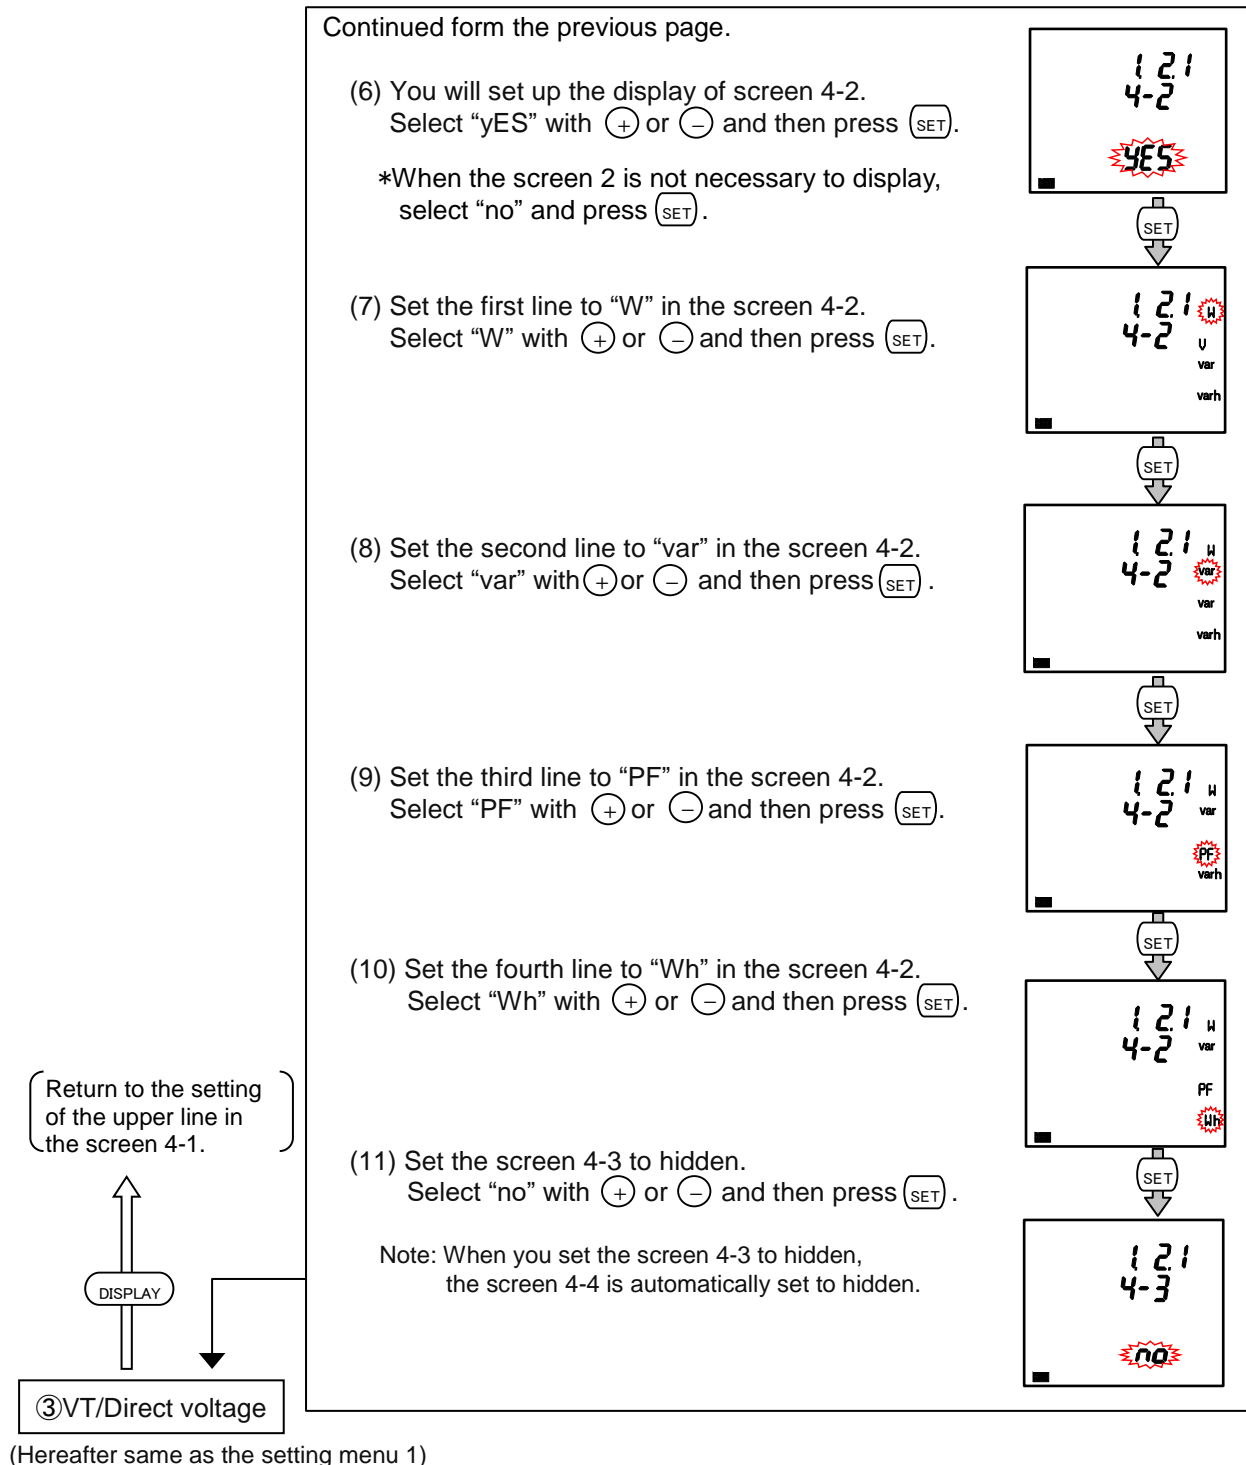 Continued form the previous page.
(6) You will set up the display of screen 4-2.
Select “yES” with + or − and then press SET.
*When the screen 2 is not necessary to display,
select “no” and press SET.
1. 2.1
4-2
yES
SET
(7) Set the first line to “W” in the screen 4-2.
Select “W” with + or − and then press SET.
1. 2.1 W
4-2 V
var
varh
SET
(8) Set the second line to “var” in the screen 4-2.
Select “var” with + or − and then press SET.
1. 2.1 W
4-2 var
var
varh
SET
(9) Set the third line to “PF” in the screen 4-2.
Select “PF” with + or − and then press SET.
1. 2.1 W
4-2 var
PF
varh
SET
(10) Set the fourth line to “Wh” in the screen 4-2.
Select “Wh” with + or − and then press SET.
1. 2.1 W
4-2 var
PF
Wh
SET
(11) Set the screen 4-3 to hidden.
Select “no” with + or − and then press SET.
Note: When you set the screen 4-3 to hidden,
the screen 4-4 is automatically set to hidden.
1. 2.1
4-3
no
Return to the setting
of the upper line in
the screen 4-1.
DISPLAY
③VT/Direct voltage
(Hereafter same as the setting menu 1)